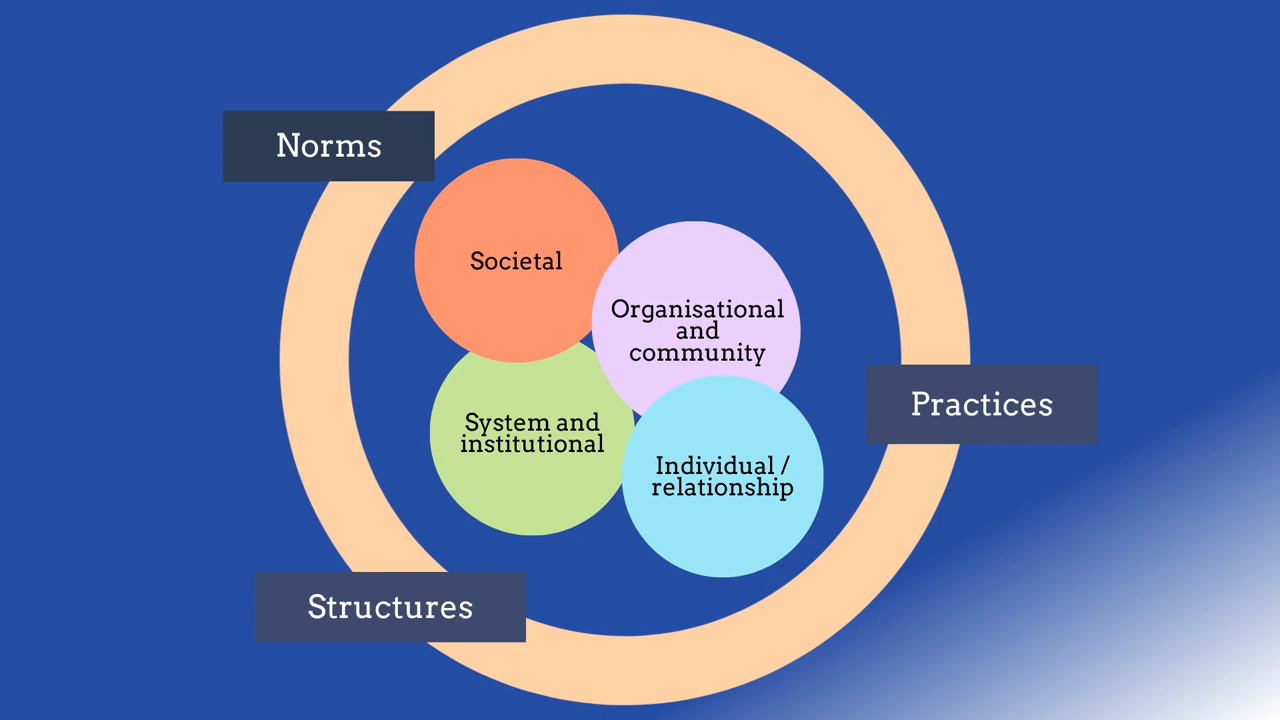 Norms
Societal
Organisational
and
community
Practices
System and
institutional
Individual /
relationship
Structures